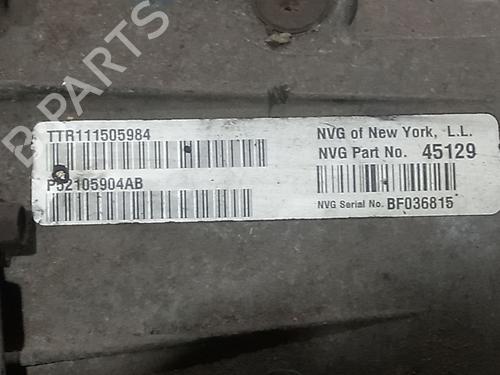 B-PARTS
TTR111505984
P52105904AB
NVG of New York, L.L.
NVG Part No. 45129
NVG Serial No. BF036815